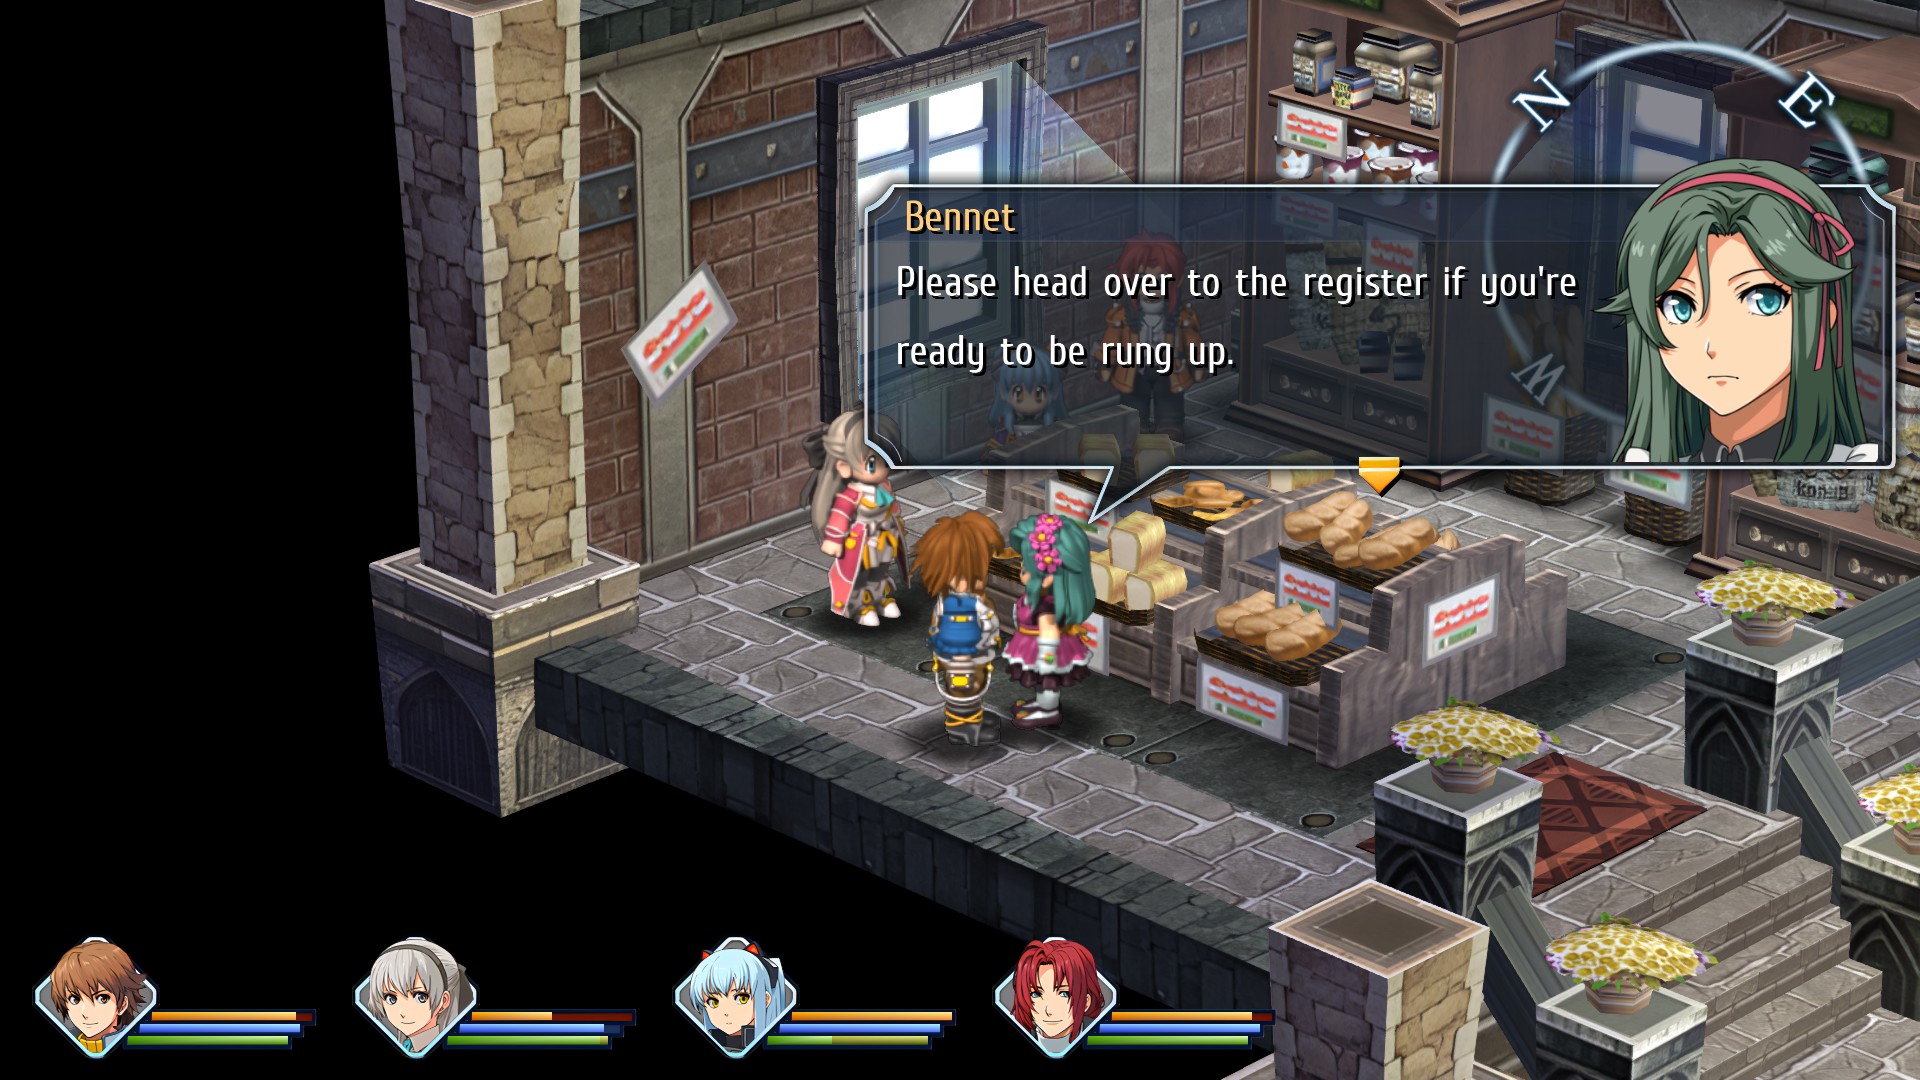 N
E
W
Bennet
Please head over to the register if you're
ready to be rung up.